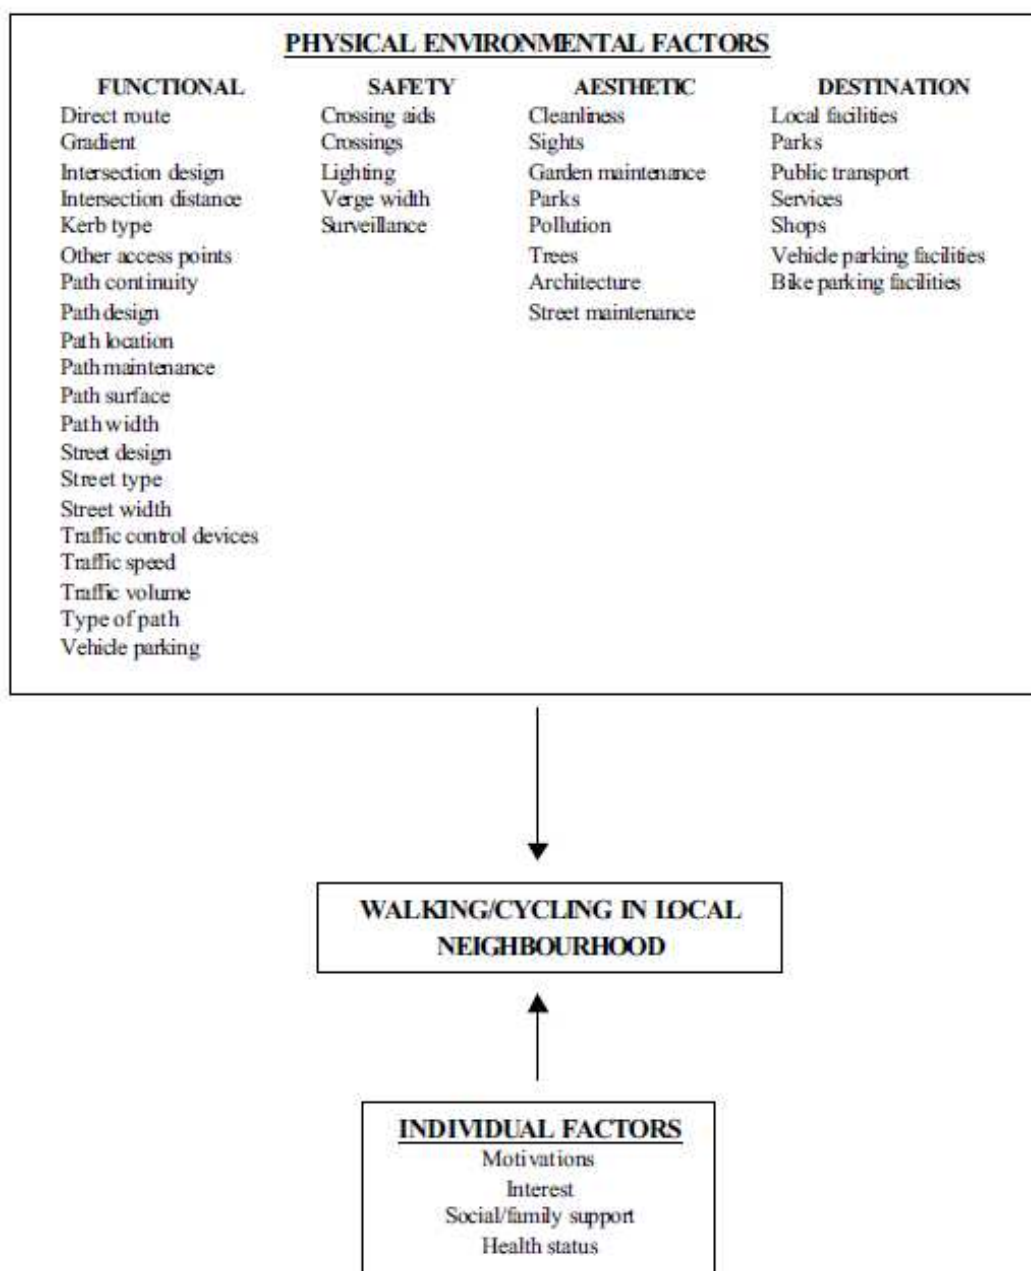 PHYSICAL ENVIRONMENTAL FACTORS
FUNCTIONAL
Direct route
Gradient
Intersection design
Intersection distance
Kerb type
Other access points
Path continuity
Path design
Path location
Path maintenance
Path surface
Path width
Street design
Street type
Street width
Traffic control devices
Traffic speed
Traffic volume
Type of path
Vehicle parking
SAFETY
Crossing aids
Crossings
Lighting
Verge width
Surveillance
AESTHETIC
Cleanliness
Sights
Garden maintenance
Parks
Pollution
Trees
Architecture
Street maintenance
DESTINATION
Local facilities
Parks
Public transport
Services
Shops
Vehicle parking facilities
Bike parking facilities
WALKING/CYCLING IN LOCAL
NEIGHBOURHOOD
INDIVIDUAL FACTORS
Motivations
Interest
Social/family support
Health status